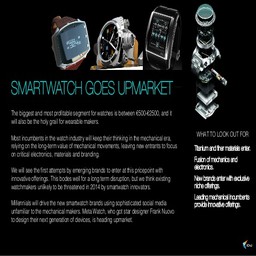 SMARTWATCH GOES UPMARKET
The biggest and most profitable segment for watches is between €500-€2500, and it
will also be the holy grail for wearable makers.
Most incumbents in the watch industry will keep their thinking in the mechanical era,
relying on the long-term value of mechanical movements, leaving new entrants to focus
on critical electronics, materials and branding.
We will see the first attempts by emerging brands to enter at this pricepoint with
innovative offerings. This bodes well for a long term disruption, but we think existing
watchmakers unlikely to be threatened in 2014 by smartwatch innovators.
Millennials will drive the new smartwatch brands using sophisticated social media
unfamiliar to the mechanical makers. Meta Watch, who got star designer Frank Nuovo
to design their next generation of devices, is heading upmarket.
WHAT TO LOOK OUT FOR
Titanium and finer materials enter.
Fusion of mechanics and
electronics.
New brands enter with exclusive
niche offerings.
Leading mechanical incumbents
provide innovative offerings.